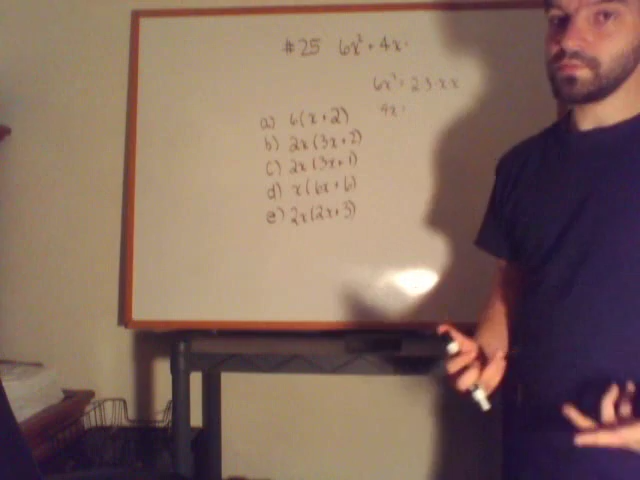 #25 6x² + 4x =
6x² = 2·3·x·x
4x =
a) 6(x + 2)
b) 2x(3x + 2)
c) 2x(3x + 1)
d) x(6x + 6)
e) 2x(2x + 3)